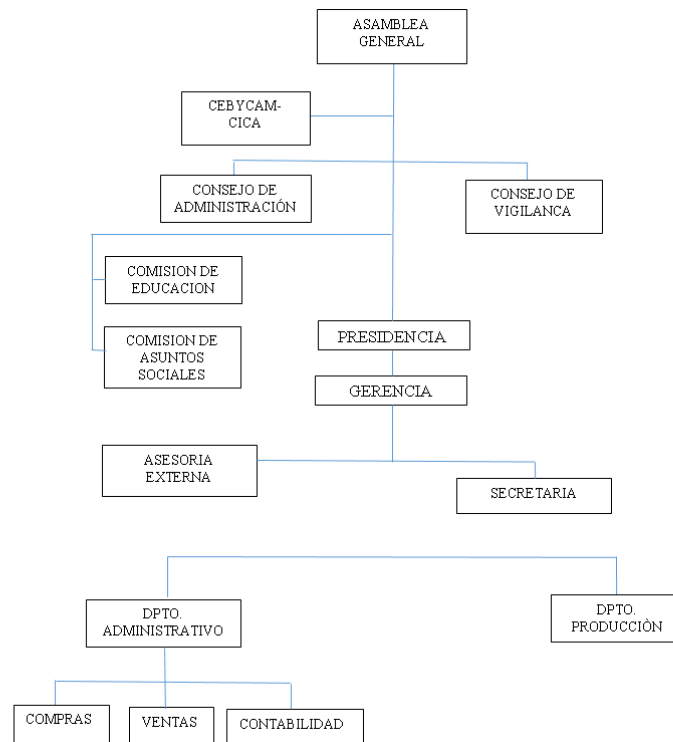 ASAMBLEA
GENERAL
CEBYCAM-
CICA
CONSEJO DE
ADMINISTRACIÓN
CONSEJO DE
VIGILANCA
COMISION DE
EDUCACION
COMISION DE
ASUNTOS
SOCIALES
PRESIDENCIA
GERENCIA
ASESORIA
EXTERNA
SECRETARIA
DPTO.
ADMINISTRATIVO
DPTO.
PRODUCCIÒN
COMPRAS
VENTAS
CONTABILIDAD